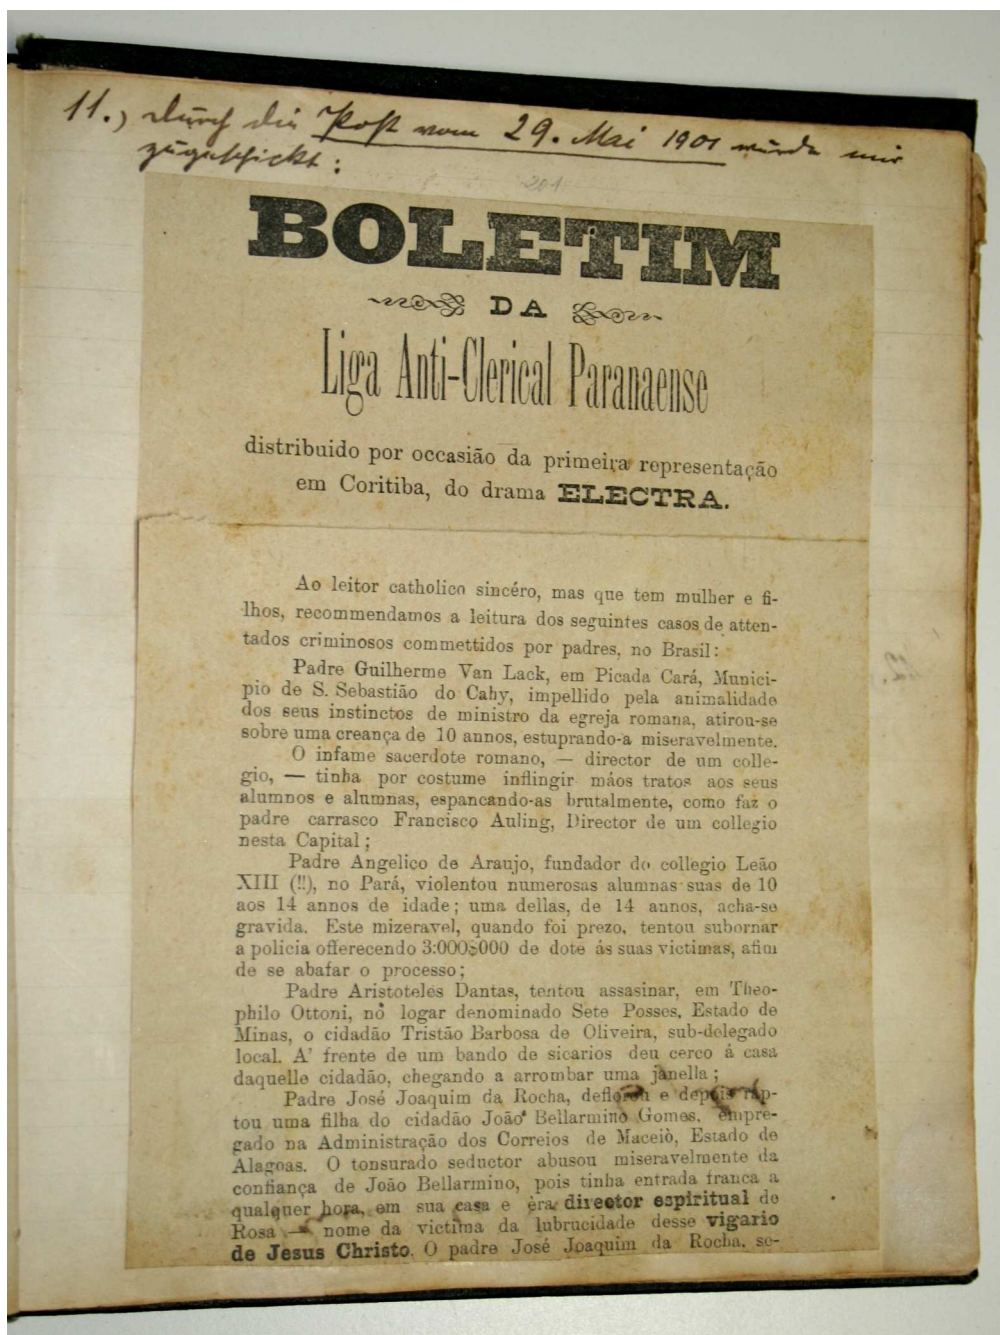 11., Durch die Post vom 29. Mai 1901 wurde mir
zugeschickt:
201
BOLETIM
DA
Liga Anti-Clerical Paranaense
distribuido por occasião da primeira representação
em Coritiba, do drama ELECTRA.
Ao leitor catholico sincéro, mas que tem mulher e fi-
lhos, recommendamos a leitura dos seguintes casos de atten-
tados criminosos commettidos por padres, no Brasil:
Padre Guilherme Van Lack, em Picada Cará, Munici-
pio de S. Sebastião do Cahy, impellido pela animalidade
dos seus instinctos de ministro da egreja romana, atirou-se
sobre uma creança de 10 annos, estuprando-a miseravelmente.
O infame sacerdote romano, — director de um colle-
gio, — tinha por costume inflingir máos tratos aos seus
alumnos e alumnas, espancando-as brutalmente, como faz o
padre carrasco Francisco Auling, Director de um collegio
nesta Capital;
Padre Angelico de Araujo, fundador do collegio Leão
XIII (!!), no Pará, violentou numerosas alumnas suas de 10
aos 14 annos de idade; uma dellas, de 14 annos, acha-se
gravida. Este mizeravel, quando foi prezo, tentou subornar
a policia offerecendo 3:000$000 de dote ás suas victimas, afim
de se abafar o processo;
Padre Aristoteles Dantas, tentou assasinar, em Theo-
philo Ottoni, no logar denominado Sete Posses, Estado de
Minas, o cidadão Tristão Barbosa de Oliveira, sub-delegado
local. A' frente de um bando de sicarios deu cerco á casa
daquelle cidadão, chegando a arrombar uma janella;
Padre José Joaquim da Rocha, deflorou e depois rap-
tou uma filha do cidadão João Bellarmino Gomes, empre-
gado na Administração dos Correios de Maceiò, Estado de
Alagoas. O tonsurado seductor abusou miseravelmente da
confiança de João Bellarmino, pois tinha entrada franca a
qualquer hora, em sua casa e éra director espiritual de
Rosa — nome da victima da lubrucidade desse vigario
de Jesus Christo. O padre José Joaquim da Rocha, se-